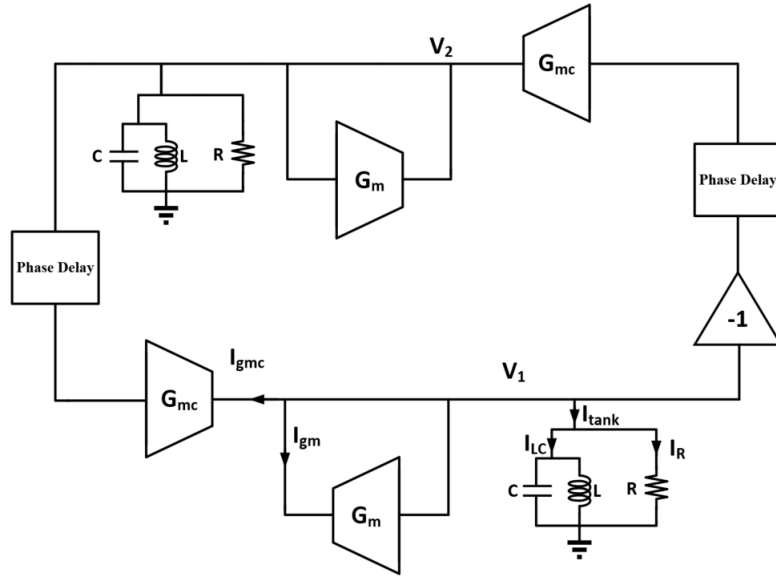 V2
Gmc
C
L
R
Gm
Phase Delay
Phase Delay
-1
Igmc
V1
Gmc
Igm
Itank
ILC
IR
Gm
C
L
R